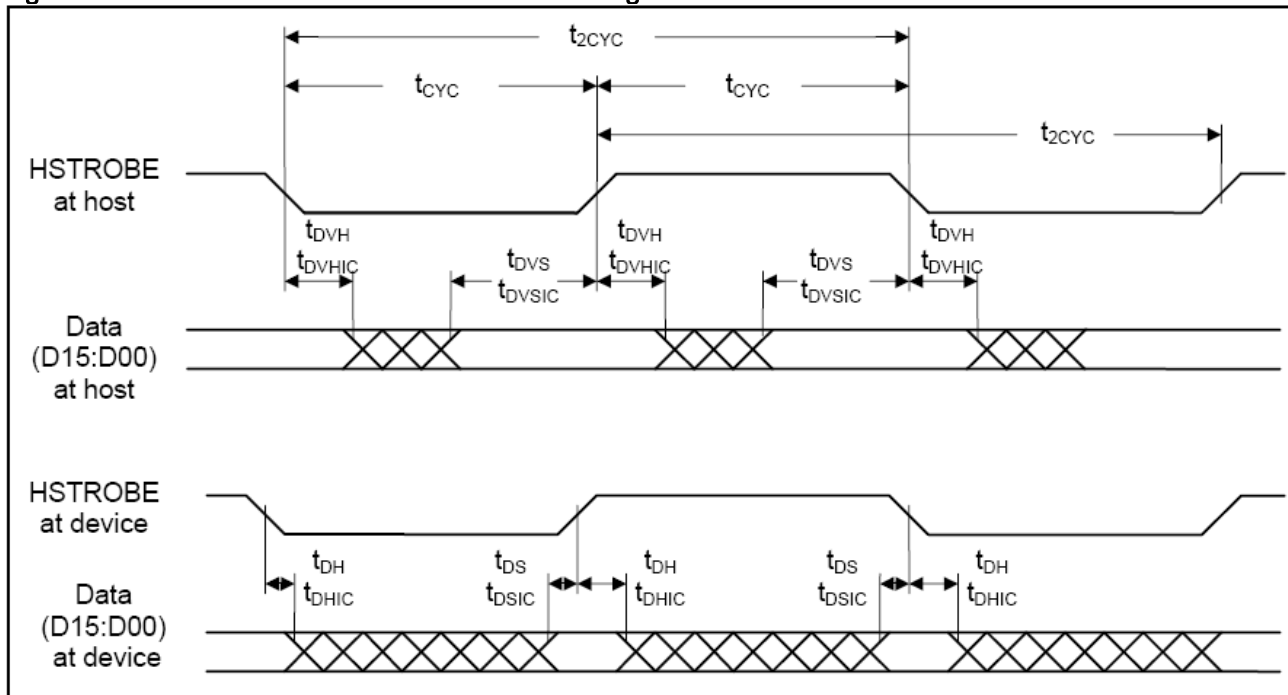 t2CYC
tCYC tCYC
t2CYC
HSTROBE
at host
tDVH tDVH tDVH
tDVHIC tDVS tDVHIC tDVS tDVHIC
tDVSIC tDVSIC
Data
(D15:D00)
at host
HSTROBE
at device
tDH tDS tDH tDS tDH
tDHIC tDSIC tDHIC tDSIC tDHIC
Data
(D15:D00)
at device